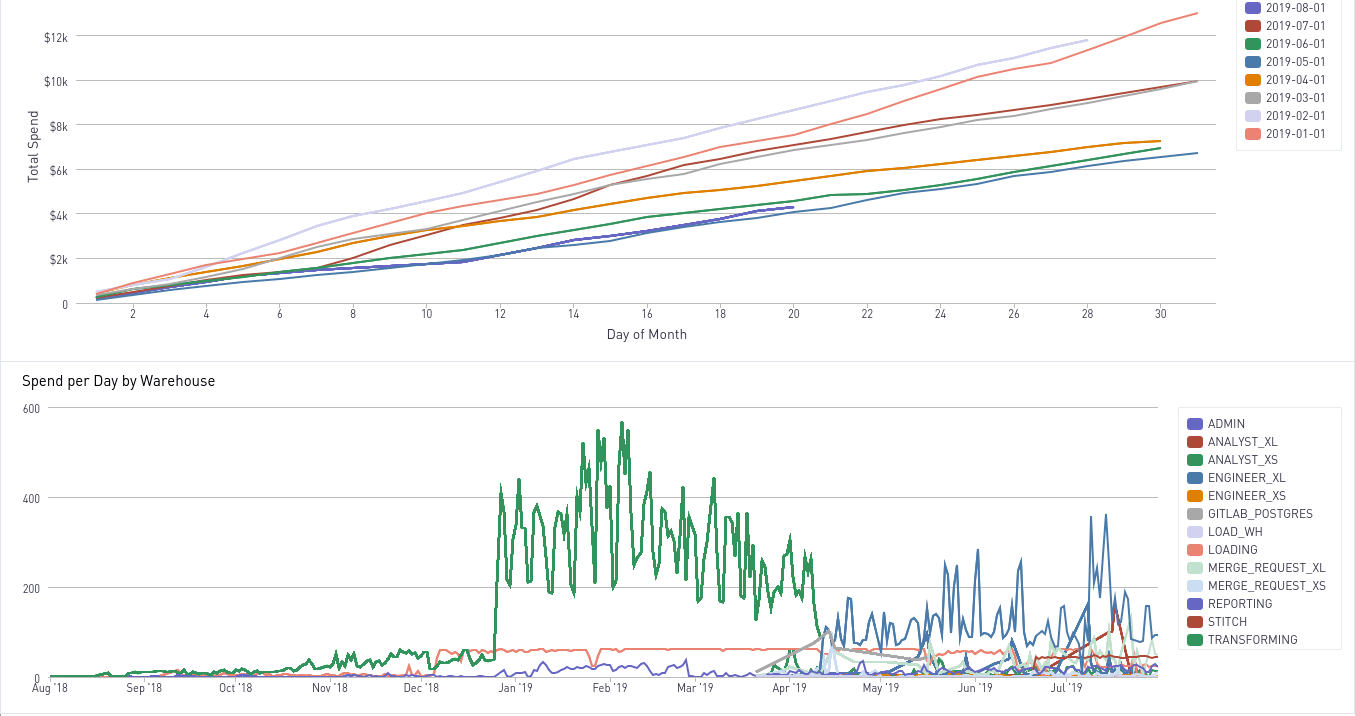 2019-08-01
2019-07-01
2019-06-01
2019-05-01
2019-04-01
2019-03-01
2019-02-01
2019-01-01
$12k
$10k
$8k
$6k
$4k
$2k
0
Total Spend
2 4 6 8 10 12 14 16 18 20 22 24 26 28 30
Day of Month
Spend per Day by Warehouse
600
400
200
0
Aug '18 Sep '18 Oct '18 Nov '18 Dec '18 Jan '19 Feb '19 Mar '19 Apr '19 May '19 Jun '19 Jul '19
ADMIN
ANALYST_XL
ANALYST_XS
ENGINEER_XL
ENGINEER_XS
GITLAB_POSTGRES
LOAD_WH
LOADING
MERGE_REQUEST_XL
MERGE_REQUEST_XS
REPORTING
STITCH
TRANSFORMING